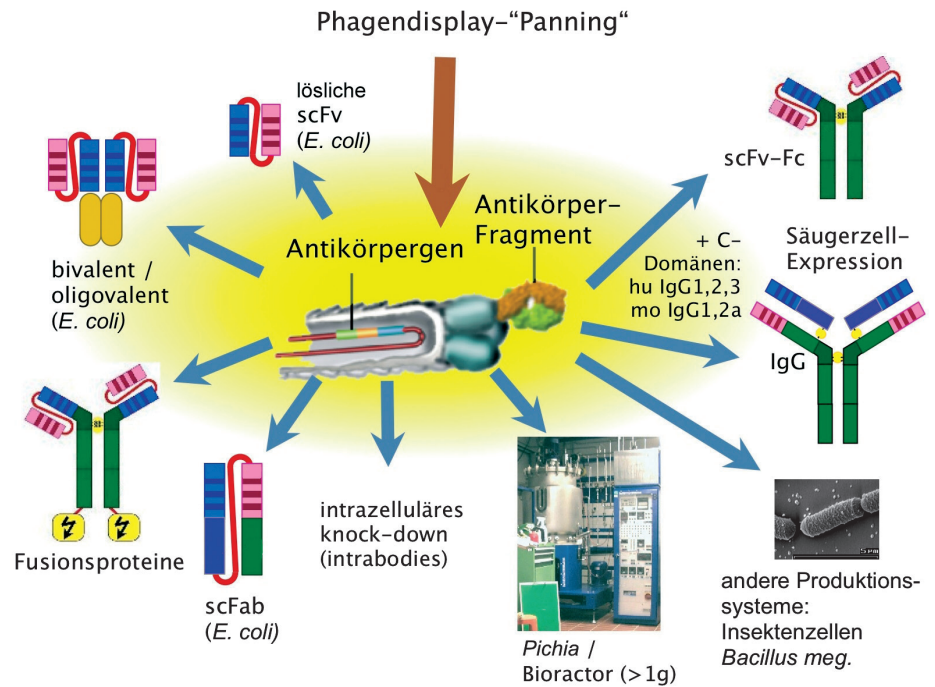 Phagendisplay-“Panning“
lösliche
scFv
(E. coli)
scFv-Fc
Antikörper-
Fragment
Antikörpergen
+ C-
Domänen:
hu IgG1,2,3
mo IgG1,2a
Säugerzell-
Expression
bivalent /
oligovalent
(E. coli)
IgG
Fusionsproteine
scFab
(E. coli)
intrazelluläres
knock-down
(intrabodies)
Pichia /
Bioractor (>1g)
5 µm
andere Produktions-
systeme:
Insektenzellen
Bacillus meg.